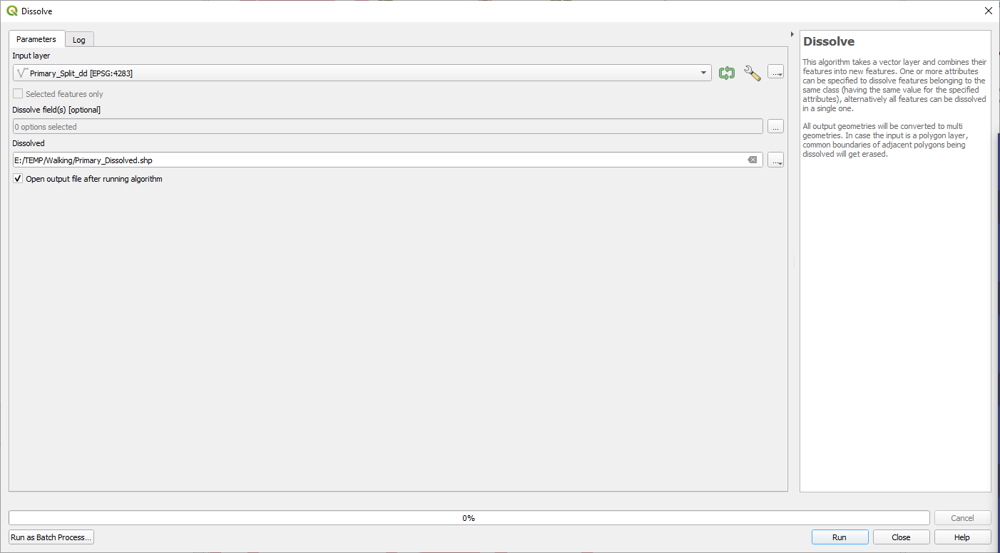 Dissolve
Parameters
Log
Input layer
Primary_Split_dd [EPSG:4283]
...
Selected features only
Dissolve field(s) [optional]
0 options selected
...
Dissolved
E:/TEMP/Walking/Primary_Dissolved.shp
...
Open output file after running algorithm
Dissolve
This algorithm takes a vector layer and combines their
features into new features. One or more attributes
can be specified to dissolve features belonging to the
same class (having the same value for the specified
attributes), alternatively all features can be dissolved
in a single one.
All output geometries will be converted to multi
geometries. In case the input is a polygon layer,
common boundaries of adjacent polygons being
dissolved will get erased.
0%
Cancel
Run as Batch Process...
Run
Close
Help